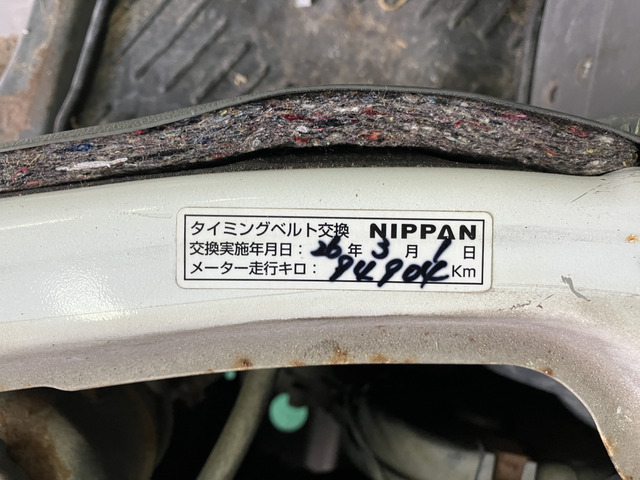 タイミングベルト交換 NIPPAN
交換実施年月日：26年3月1日
メーター走行キロ：94904Km